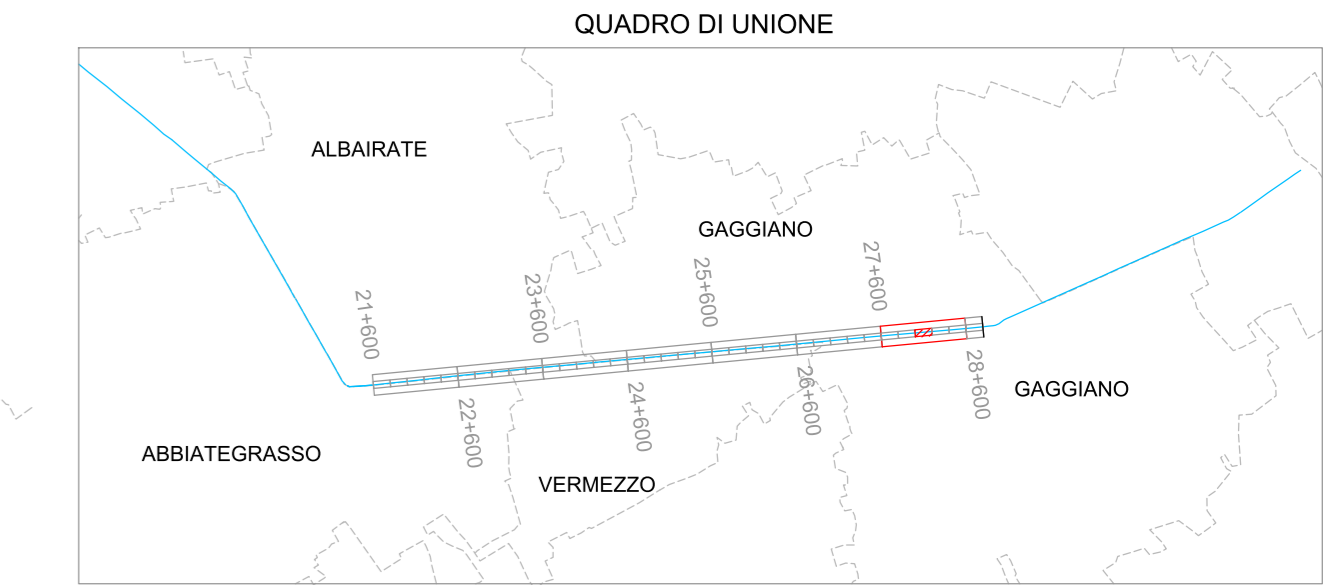 QUADRO DI UNIONE
ALBAIRATE
GAGGIANO
21+600
23+600
25+600
27+600
22+600
24+600
26+600
28+600
GAGGIANO
ABBIATEGRASSO
VERMEZZO